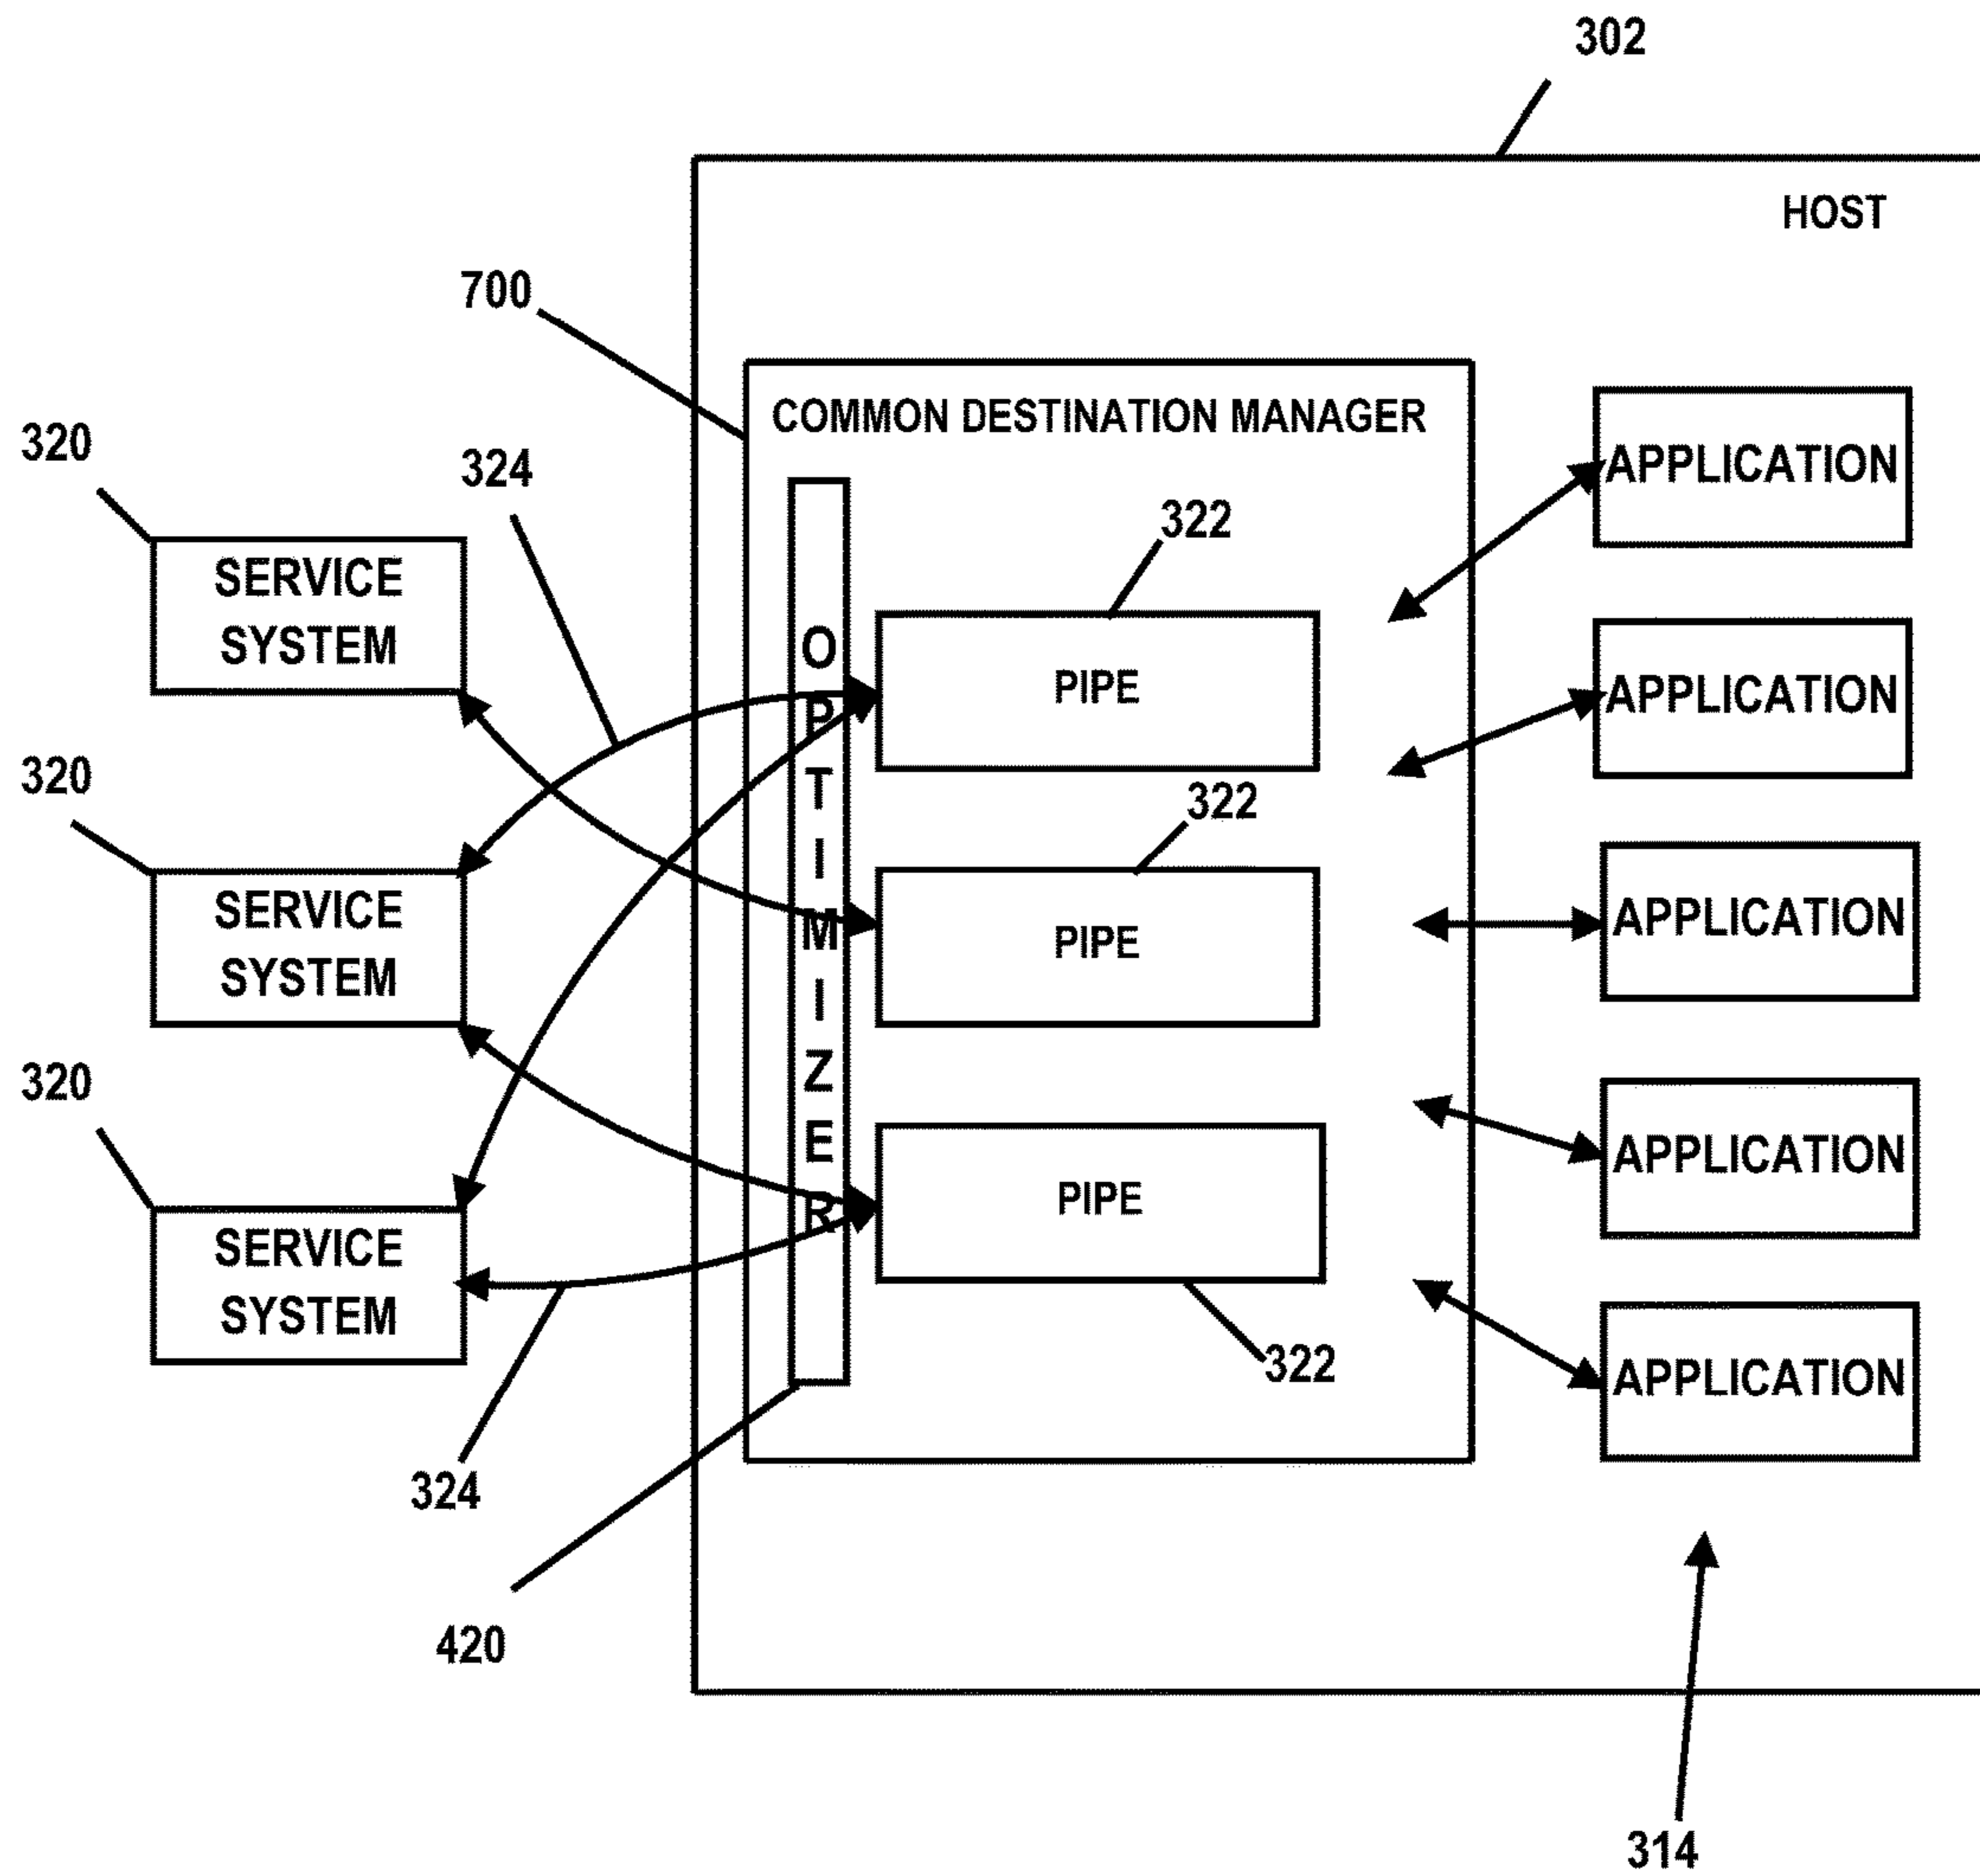 302
HOST
700
COMMON DESTINATION MANAGER
320
324
APPLICATION
322
SERVICE
SYSTEM
OPTIMIZER
PIPE
APPLICATION
320
322
SERVICE
SYSTEM
PIPE
APPLICATION
320
APPLICATION
PIPE
SERVICE
SYSTEM
322
APPLICATION
324
420
314